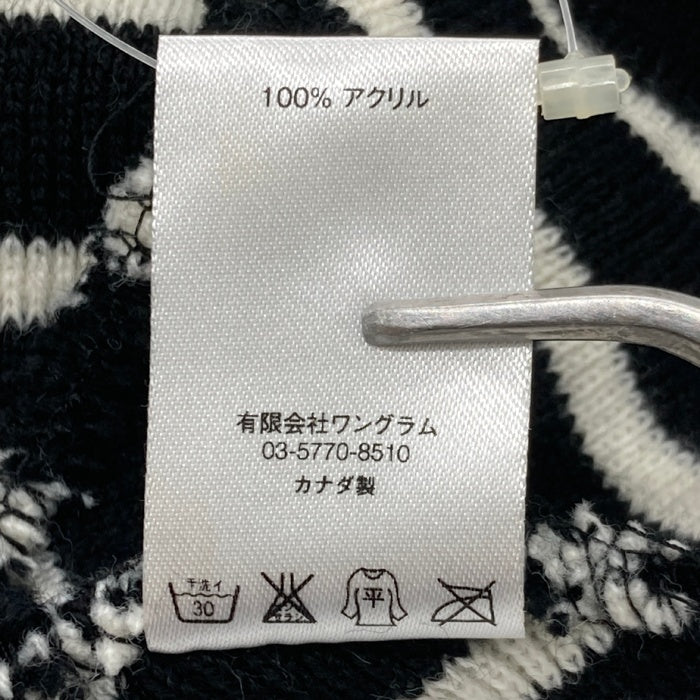 100% アクリル
有限会社ワングラム
03-5770-8510
カナダ製
手洗イ
30
平